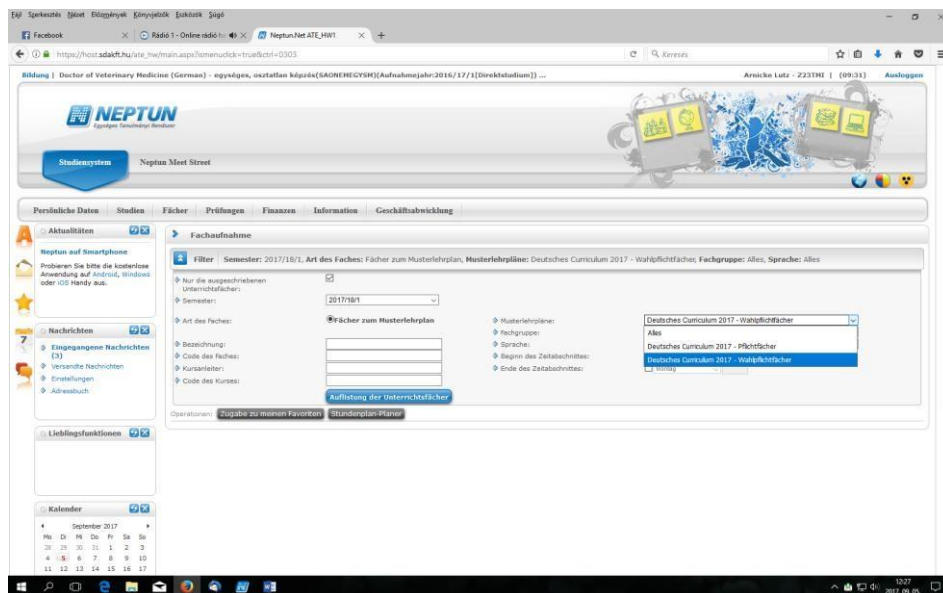 Fájl Szerkesztés Nézet Előzmények Könyvjelzők Eszközök Súgó
Facebook
Rádió 1 - Online rádió
Neptun.Net ATE_HW1
https://host.sdakft.hu/ate_hw/main.aspx?ismenuclick=true&ctrl=0303
Keresés
Bildung | Doctor of Veterinary Medicine (German) - egységes, osztatlan képzés(SAONEMEGYSM)(Aufnahmejahr:2016/17/1[Direktstudium]) ...
Arnicke Lutz - Z23THI | (09:31) Ausloggen
NEPTUN
Egységes Tanulmányi Rendszer
Studiensystem
Neptun Meet Street
Persönliche Daten Studien Fächer Prüfungen Finanzen Information Geschäftsabwicklung
Aktualitäten
Neptun auf Smartphone
Probieren Sie bitte die kostenlose
Anwendung auf Android, Windows
oder iOS Handy aus.
Nachrichten
Eingegangene Nachrichten
(3)
Versandte Nachrichten
Einstellungen
Adressbuch
Lieblingsfunktionen
Kalender
September 2017
Mo Di Mi Do Fr Sa So
28 29 30 31 1 2 3
4 5 6 7 8 9 10
11 12 13 14 15 16 17
Fachaufnahme
Filter Semester: 2017/18/1, Art des Faches: Fächer zum Musterlehrplan, Musterlehrpläne: Deutsches Curriculum 2017 - Wahlpflichtfächer, Fachgruppe: Alles, Sprache: Alles
Nur die ausgeschriebenen
Unterrichtsfächer:
Semester: 2017/18/1
Art des Faches: Fächer zum Musterlehrplan
Bezeichnung:
Code des Faches:
Kursanleiter:
Code des Kurses:
Musterlehrpläne: Deutsches Curriculum 2017 - Wahlpflichtfächer
Fachgruppe: Alles
Sprache: Deutsches Curriculum 2017 - Pflichtfächer
Beginn des Zeitabschnittes: Deutsches Curriculum 2017 - Wahlpflichtfächer
Ende des Zeitabschnittes: Montag
Auflistung der Unterrichtsfächer
Operationen: Zugabe zu meinen Favoriten Stundenplan-Planer
12:27
2017. 09. 05.